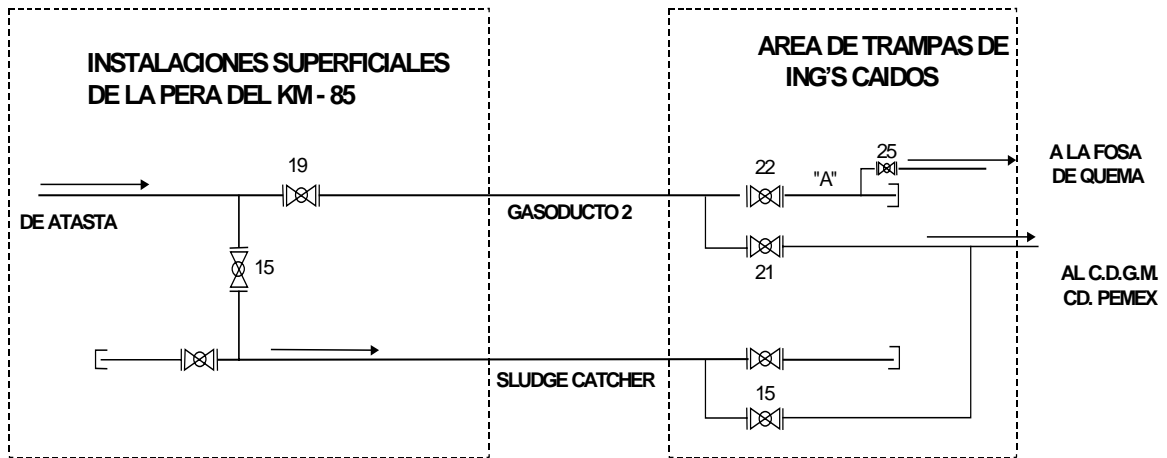 INSTALACIONES SUPERFICIALES
DE LA PERA DEL KM - 85
AREA DE TRAMPAS DE
ING'S CAIDOS
19
22
25
"A"
A LA FOSA
DE QUEMA
DE ATASTA
GASODUCTO 2
15
21
AL C.D.G.M.
CD. PEMEX
SLUDGE CATCHER
15